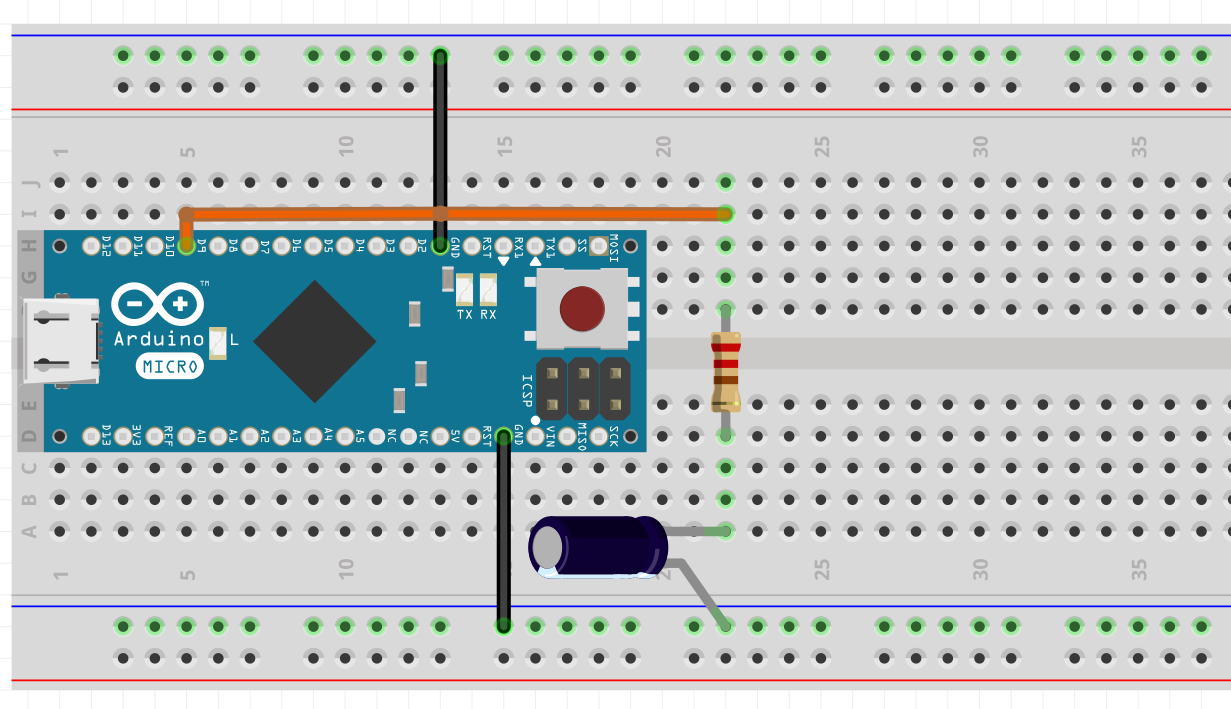 1 5 10 15 20 25 30 35
J
I
H
D12 D11 D10 D9 D8 D7 D6 D5 D4 D3 D2 GND RST RX1 TX1 SS MOSI
G
TM
TX RX
Arduino L
MICRO
ICSP
E
D
D13 3V3 REF A0 A1 A2 A3 A4 A5 NC NC 5V RST GND VIN MISO SCK
C
B
A
1 5 10 25 30 35